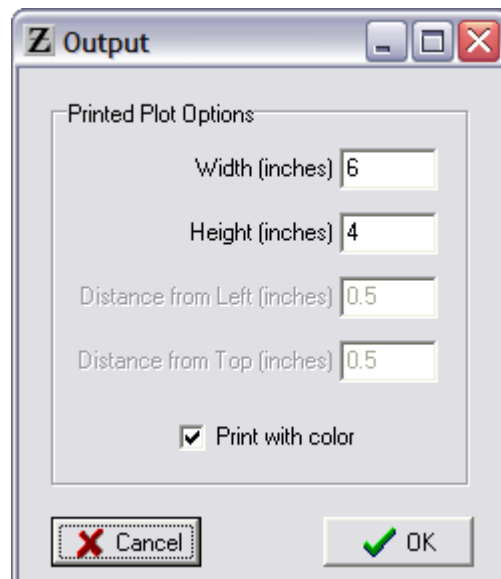 Z Output
Printed Plot Options
Width (inches) 6
Height (inches) 4
Distance from Left (inches) 0.5
Distance from Top (inches) 0.5
Print with color
Cancel OK